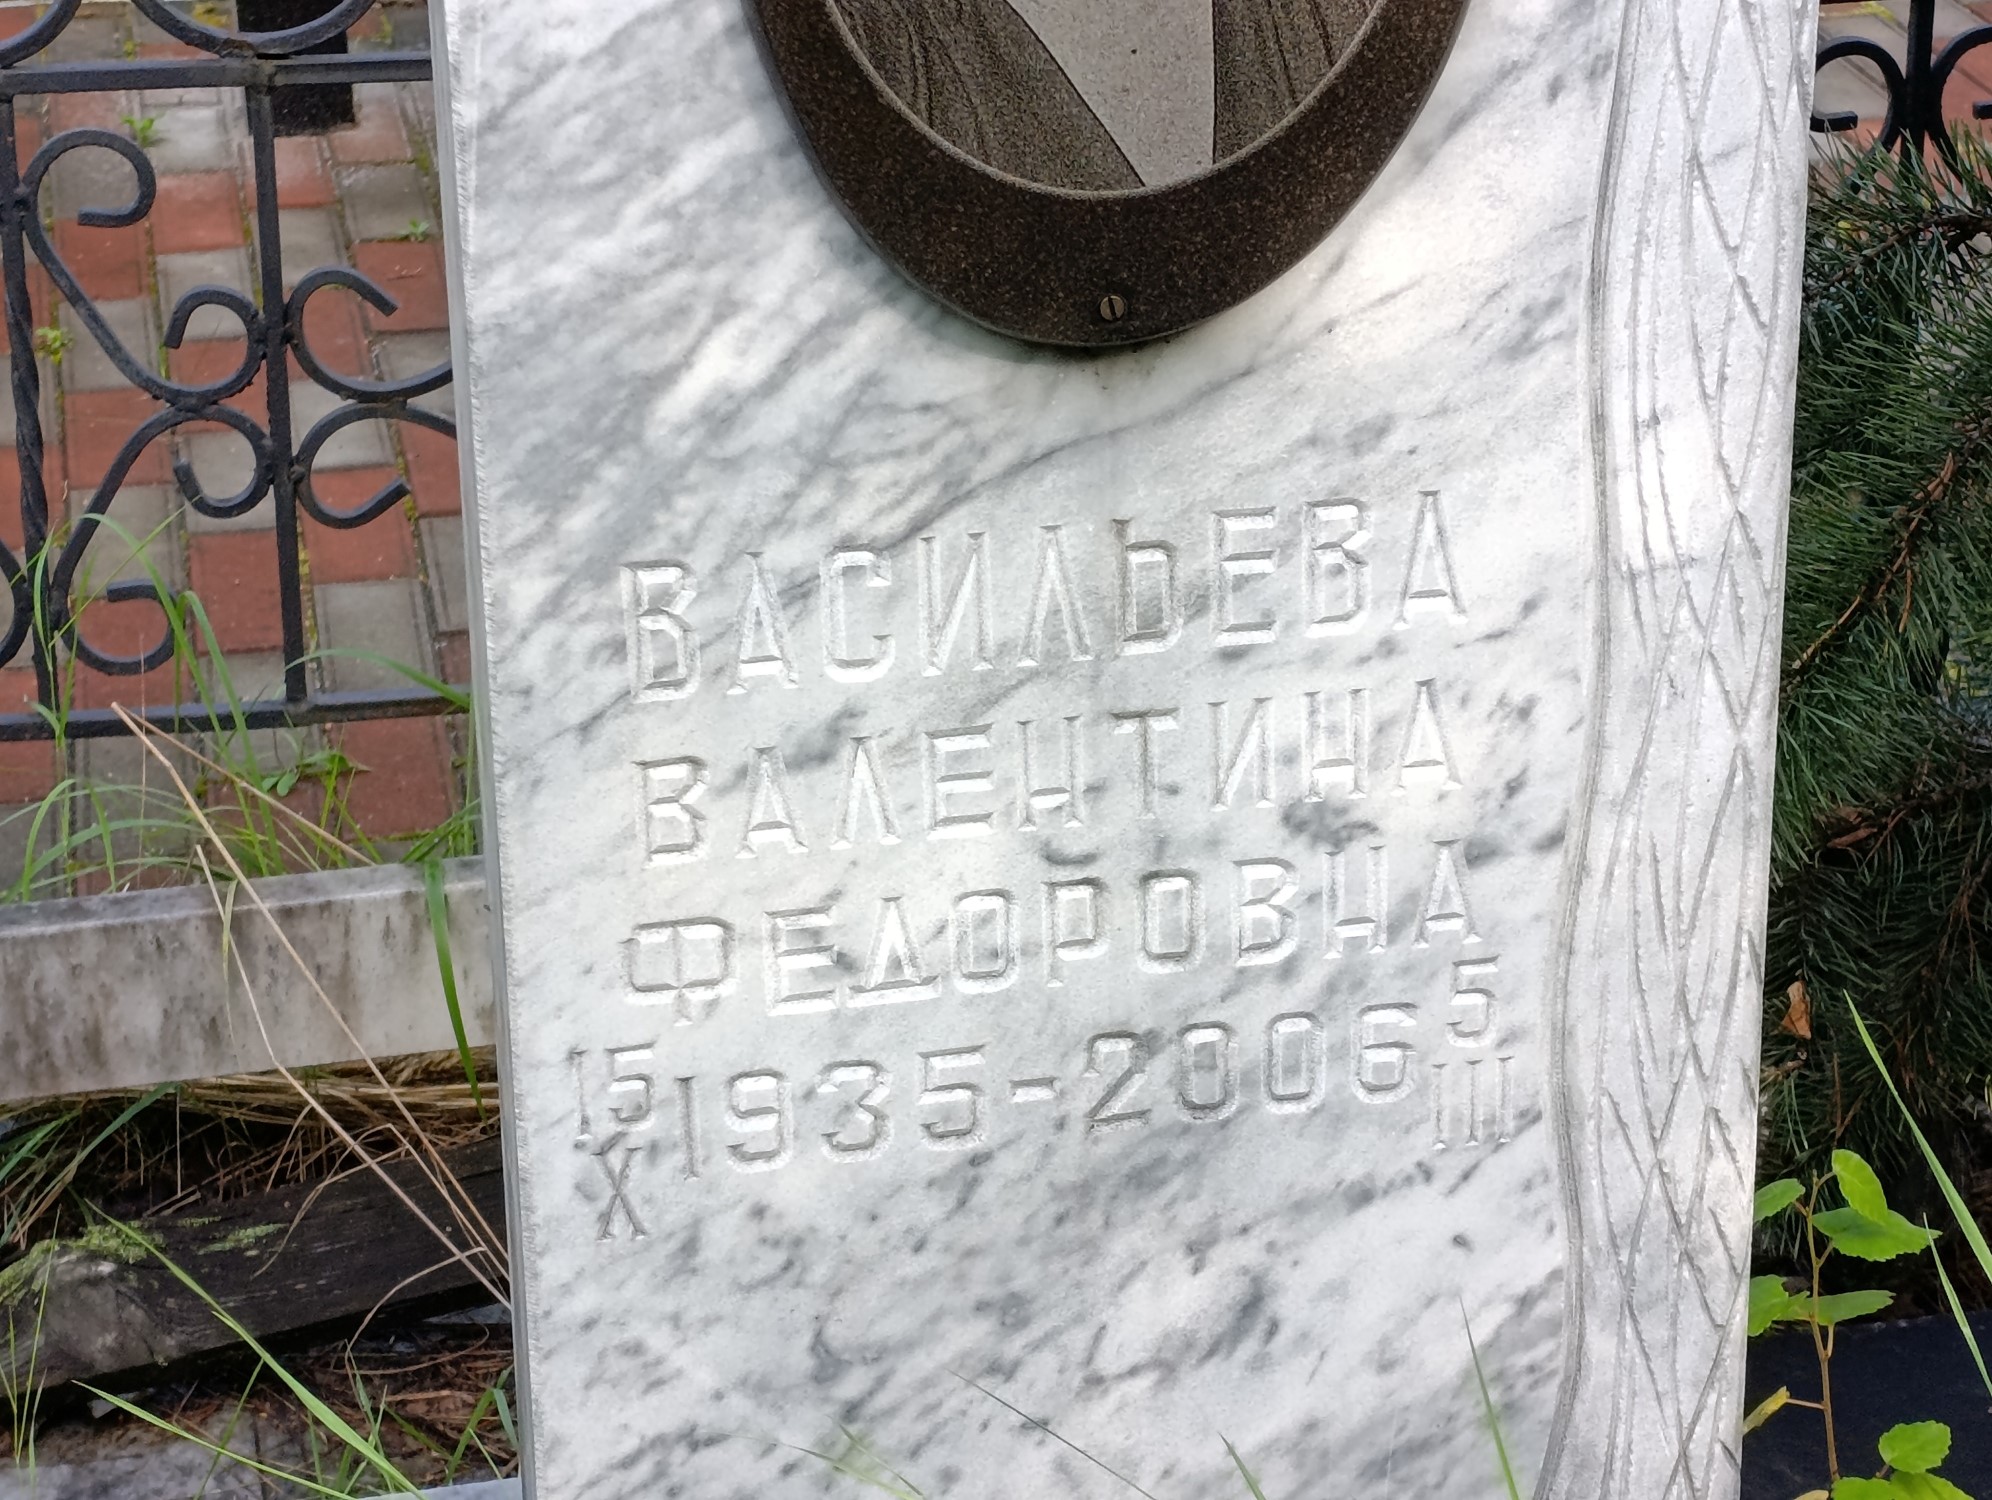 ВАСИЛЬЕВА
ВАЛЕНТИНА
ФЕДОРОВНА
15 X 1935-2006 5 III